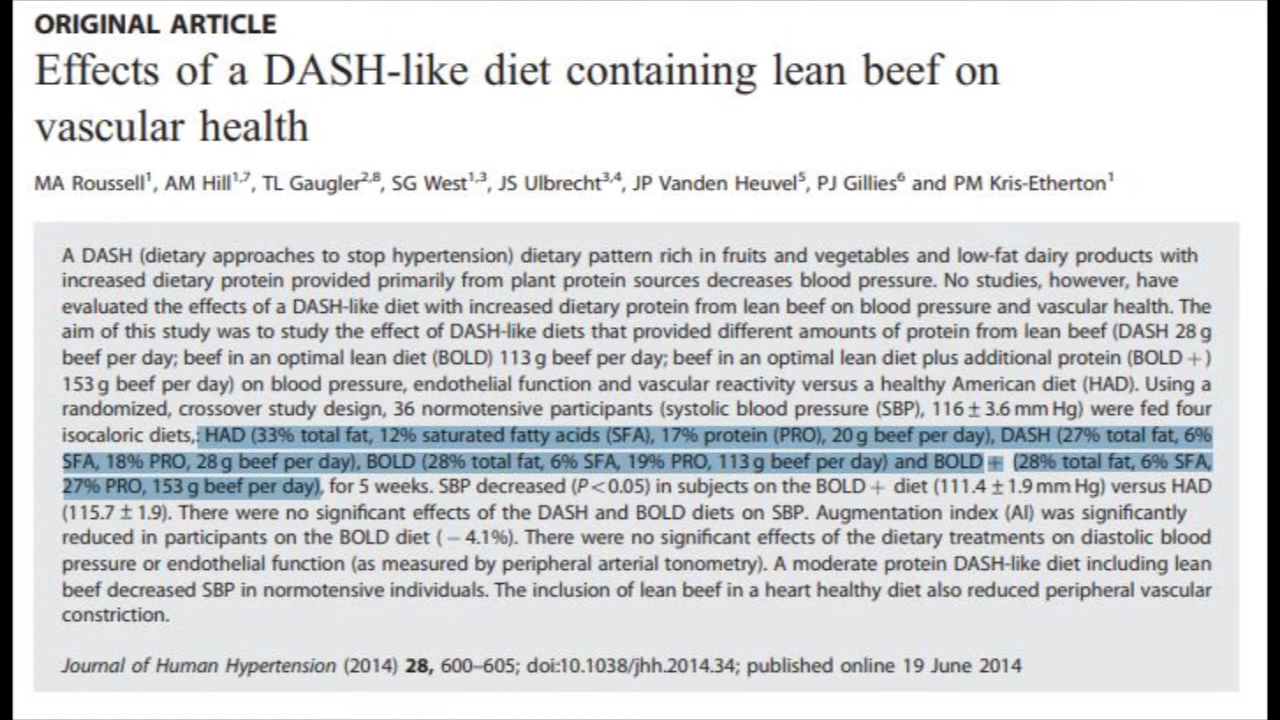 ORIGINAL ARTICLE
Effects of a DASH-like diet containing lean beef on
vascular health
MA Roussell¹, AM Hill¹,⁷, TL Gaugler²,⁸, SG West¹,³, JS Ulbrecht³,⁴, JP Vanden Heuvel⁵, PJ Gillies⁶ and PM Kris-Etherton¹
A DASH (dietary approaches to stop hypertension) dietary pattern rich in fruits and vegetables and low-fat dairy products with
increased dietary protein provided primarily from plant protein sources decreases blood pressure. No studies, however, have
evaluated the effects of a DASH-like diet with increased dietary protein from lean beef on blood pressure and vascular health. The
aim of this study was to study the effect of DASH-like diets that provided different amounts of protein from lean beef (DASH 28 g
beef per day; beef in an optimal lean diet (BOLD) 113 g beef per day; beef in an optimal lean diet plus additional protein (BOLD +)
153 g beef per day) on blood pressure, endothelial function and vascular reactivity versus a healthy American diet (HAD). Using a
randomized, crossover study design, 36 normotensive participants (systolic blood pressure (SBP), 116 ± 3.6 mm Hg) were fed four
isocaloric diets,: HAD (33% total fat, 12% saturated fatty acids (SFA), 17% protein (PRO), 20 g beef per day), DASH (27% total fat, 6%
SFA, 18% PRO, 28 g beef per day), BOLD (28% total fat, 6% SFA, 19% PRO, 113 g beef per day) and BOLD + (28% total fat, 6% SFA,
27% PRO, 153 g beef per day), for 5 weeks. SBP decreased (P < 0.05) in subjects on the BOLD + diet (111.4 ± 1.9 mm Hg) versus HAD
(115.7 ± 1.9). There were no significant effects of the DASH and BOLD diets on SBP. Augmentation index (AI) was significantly
reduced in participants on the BOLD diet ( − 4.1%). There were no significant effects of the dietary treatments on diastolic blood
pressure or endothelial function (as measured by peripheral arterial tonometry). A moderate protein DASH-like diet including lean
beef decreased SBP in normotensive individuals. The inclusion of lean beef in a heart healthy diet also reduced peripheral vascular
constriction.
Journal of Human Hypertension (2014) 28, 600–605; doi:10.1038/jhh.2014.34; published online 19 June 2014